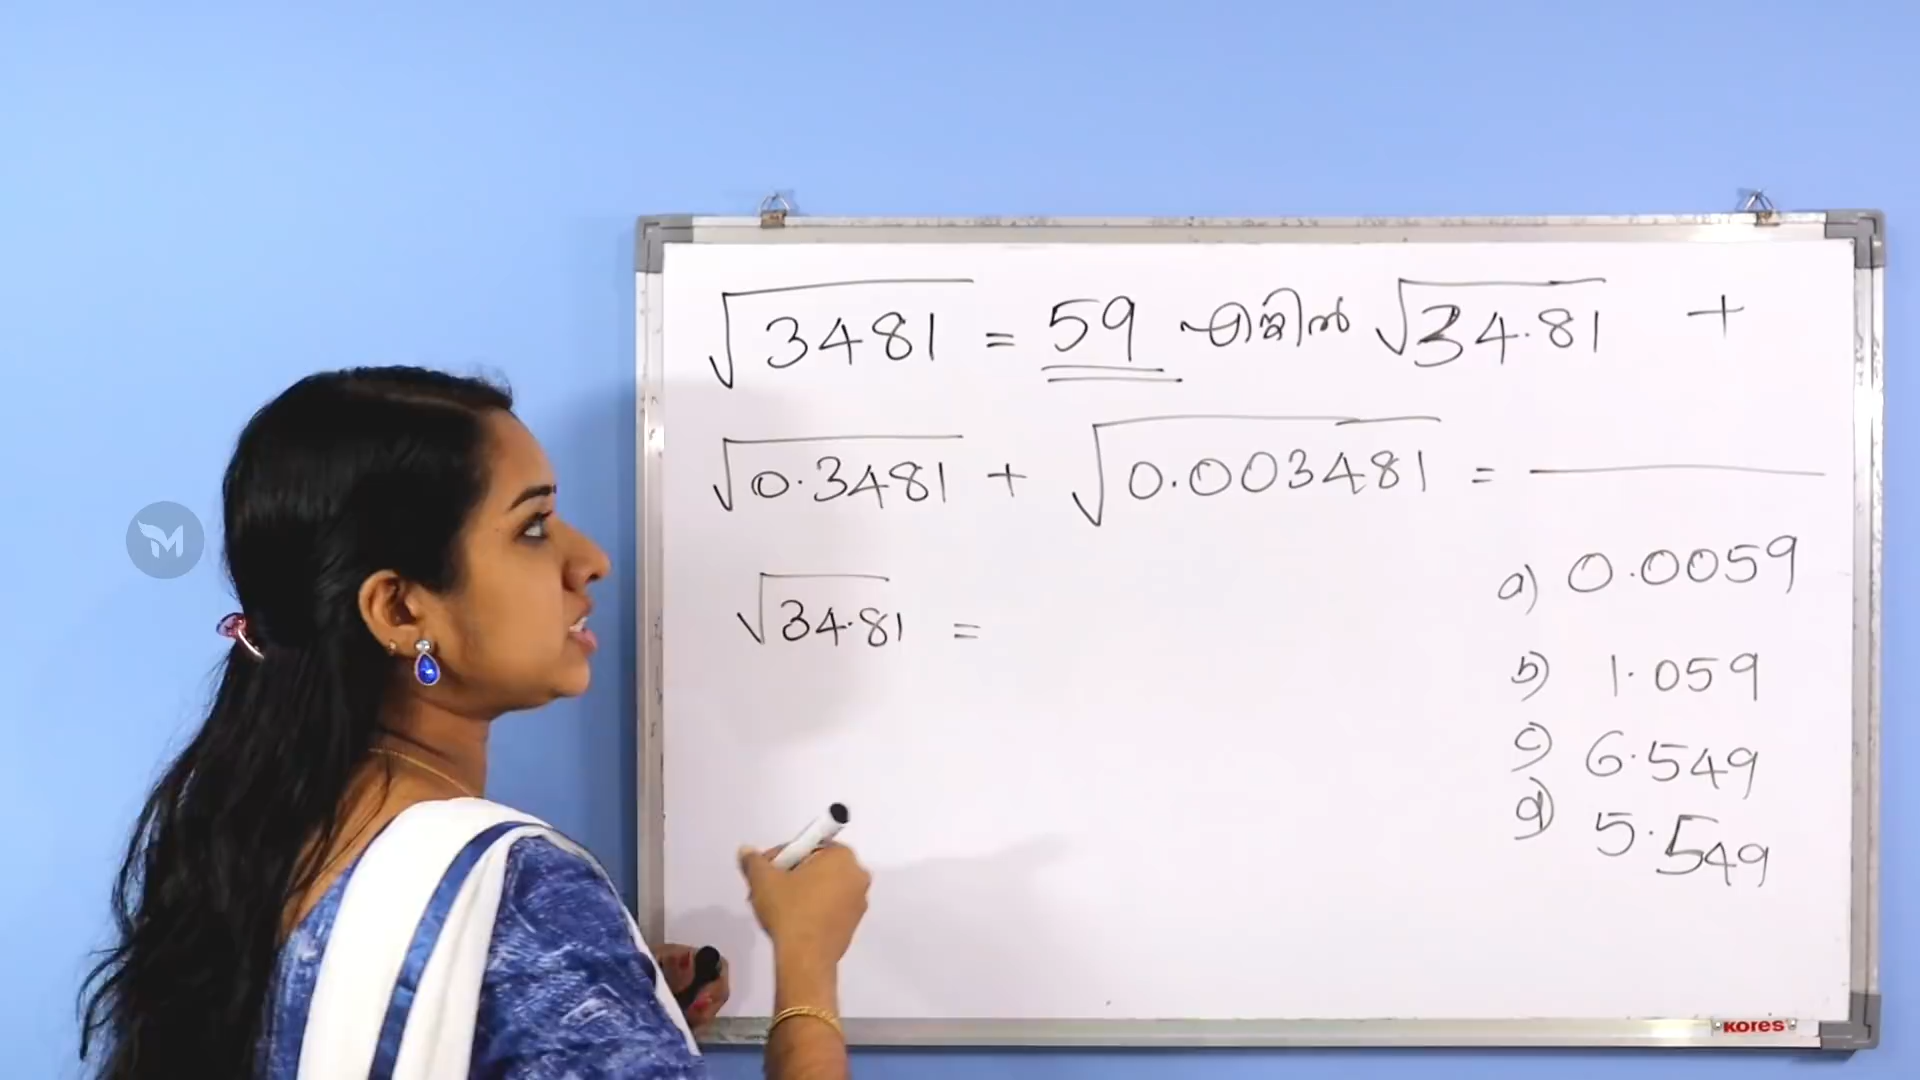 √3481 = 59 എങ്കിൽ √34.81 +
√0.3481 + √0.003481 = ______
a) 0.0059
√34.81 =
b) 1.059
c) 6.549
d) 5.549
KORES
M